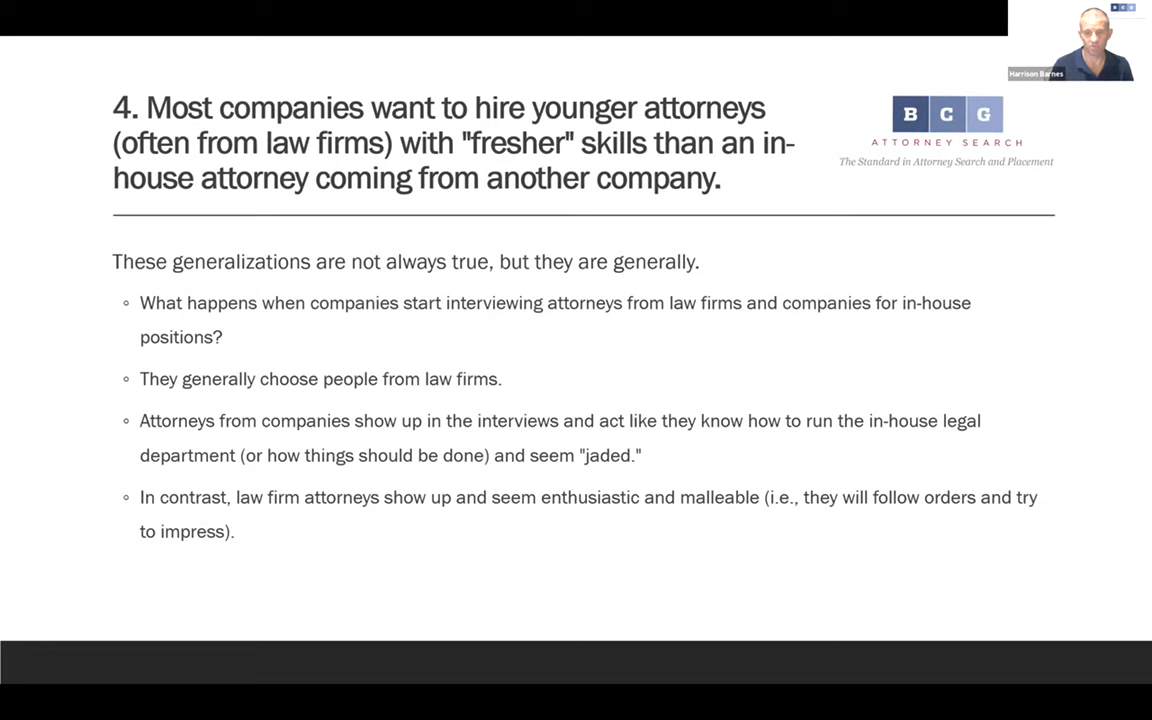 B C G
Harrison Barnes
4. Most companies want to hire younger attorneys
(often from law firms) with "fresher" skills than an in-
house attorney coming from another company.
B C G
ATTORNEY SEARCH
The Standard in Attorney Search and Placement
These generalizations are not always true, but they are generally.
◦ What happens when companies start interviewing attorneys from law firms and companies for in-house
positions?
◦ They generally choose people from law firms.
◦ Attorneys from companies show up in the interviews and act like they know how to run the in-house legal
department (or how things should be done) and seem "jaded."
◦ In contrast, law firm attorneys show up and seem enthusiastic and malleable (i.e., they will follow orders and try
to impress).